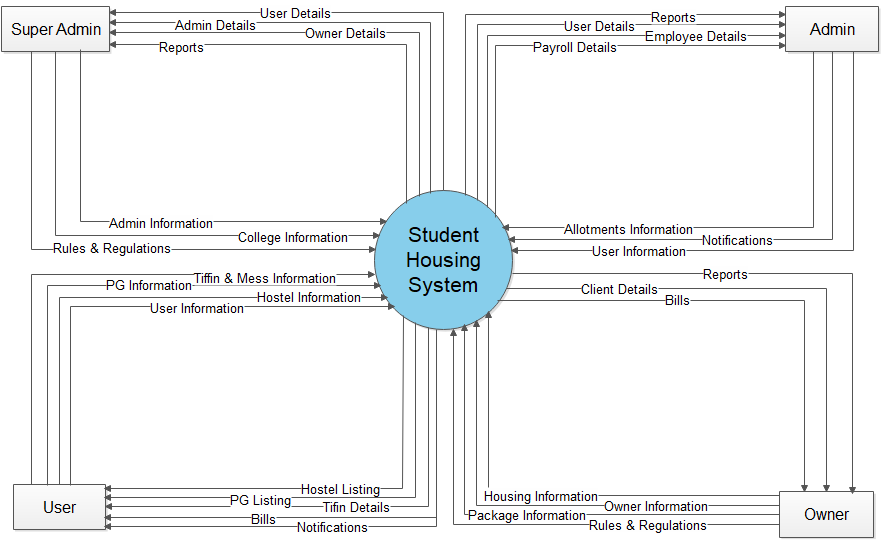 User Details
Admin Details
Owner Details
Reports
Super Admin
Reports
User Details
Employee Details
Payroll Details
Admin
Admin Information
College Information
Rules & Regulations
Student
Housing
System
Allotments Information
Notifications
User Information
Tiffin & Mess Information
PG Information
Hostel Information
User Information
Reports
Client Details
Bills
User
Hostel Listing
PG Listing
Tifin Details
Bills
Notifications
Housing Information
Owner Information
Package Information
Rules & Regulations
Owner